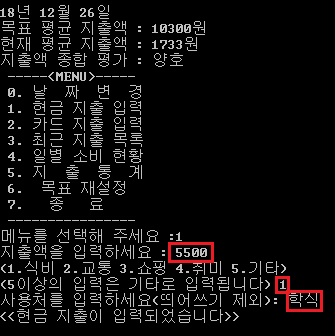 18년 12월 26일
목표 평균 지출액 : 10300원
현재 평균 지출액 : 1733원
지출액 종합 평가 : 양호
-----<MENU>-----
0. 날 짜 변 경
1. 현금 지출 입력
2. 카드 지출 입력
3. 최근 지출 목록
4. 일별 소비 현황
5. 지 출 통 계
6. 목표 재설정
7. 종 료
----------------
메뉴를 선택해 주세요 :1
지출액을 입력하세요 : 5500
<1.식비 2.교통 3.쇼핑 4.취미 5.기타>
<5이상의 입력은 기타로 입력됩니다> 1
사용처를 입력하세요<띄어쓰기 제외>: 학식
<<현금 지출이 입력되었습니다>>